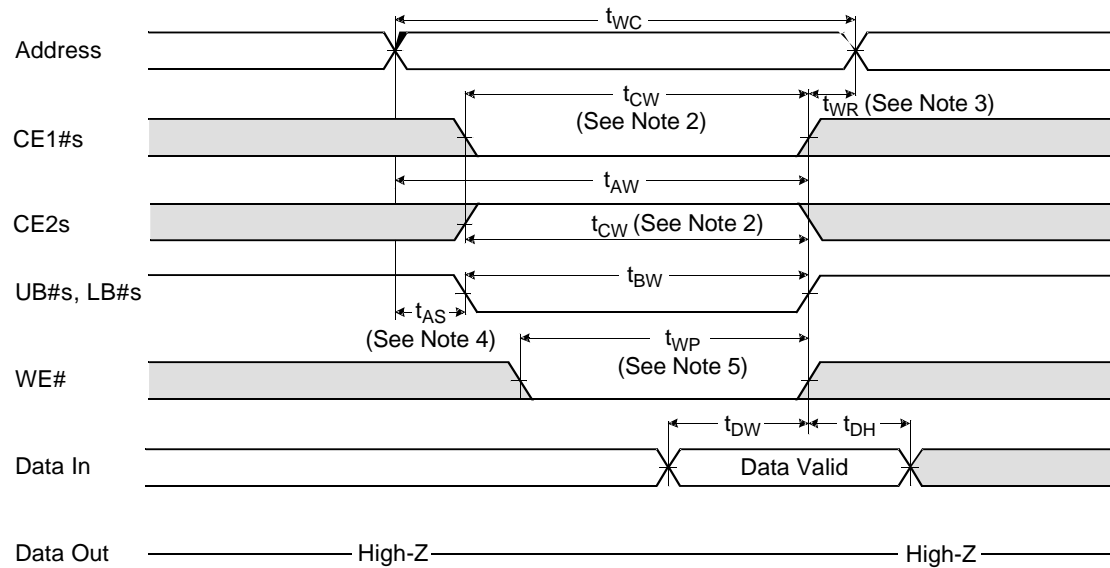 tWC
Address
tCW
(See Note 2)
tWR (See Note 3)
CE1#s
tAW
CE2s
tCW (See Note 2)
UB#s, LB#s
tBW
tAS
(See Note 4)
tWP
(See Note 5)
WE#
tDW
tDH
Data In
Data Valid
Data Out
High-Z
High-Z